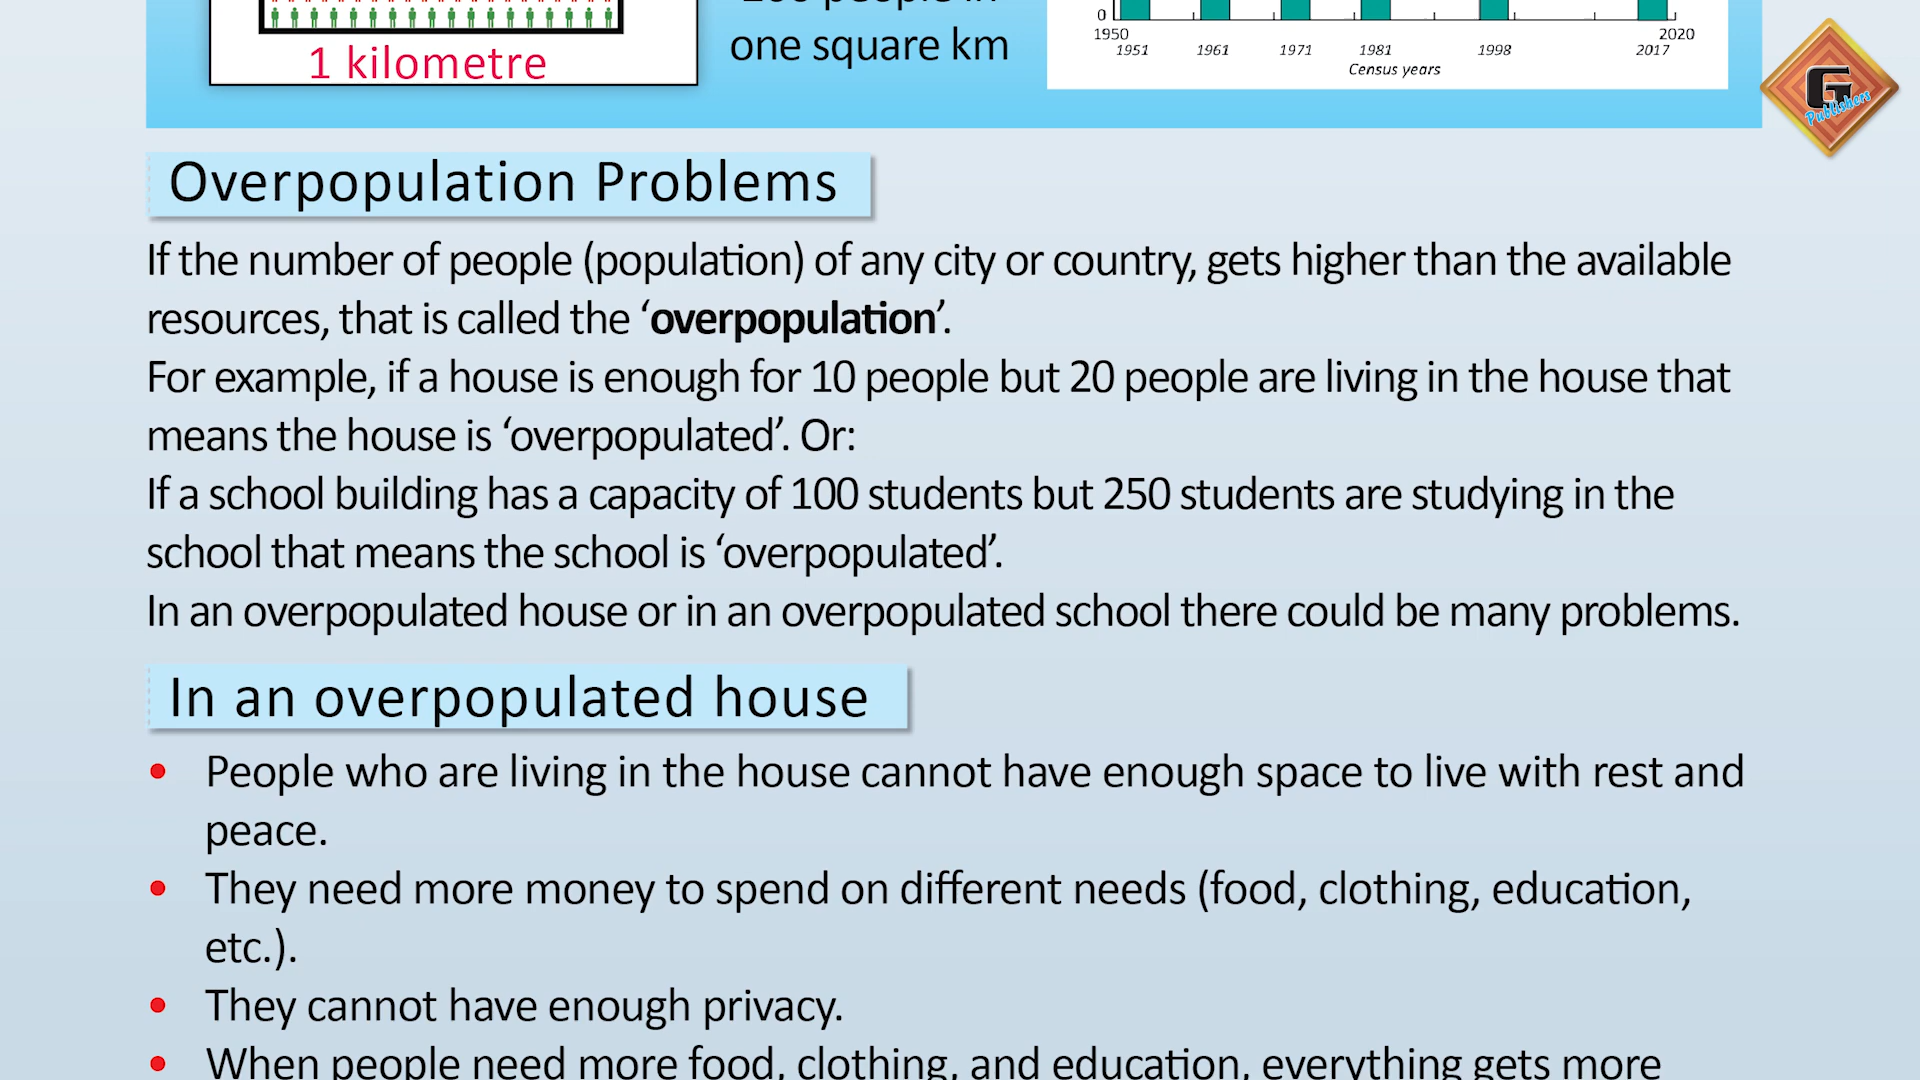 people in
one square km
1 kilometre
0
1950
2020
1951 1961 1971 1981 1998 2017
Census years
G
Publishers
Overpopulation Problems
If the number of people (population) of any city or country, gets higher than the available
resources, that is called the ‘overpopulation’.
For example, if a house is enough for 10 people but 20 people are living in the house that
means the house is ‘overpopulated’. Or:
If a school building has a capacity of 100 students but 250 students are studying in the
school that means the school is ‘overpopulated’.
In an overpopulated house or in an overpopulated school there could be many problems.
In an overpopulated house
• People who are living in the house cannot have enough space to live with rest and
peace.
• They need more money to spend on different needs (food, clothing, education,
etc.).
• They cannot have enough privacy.
• When people need more food, clothing, and education, everything gets more